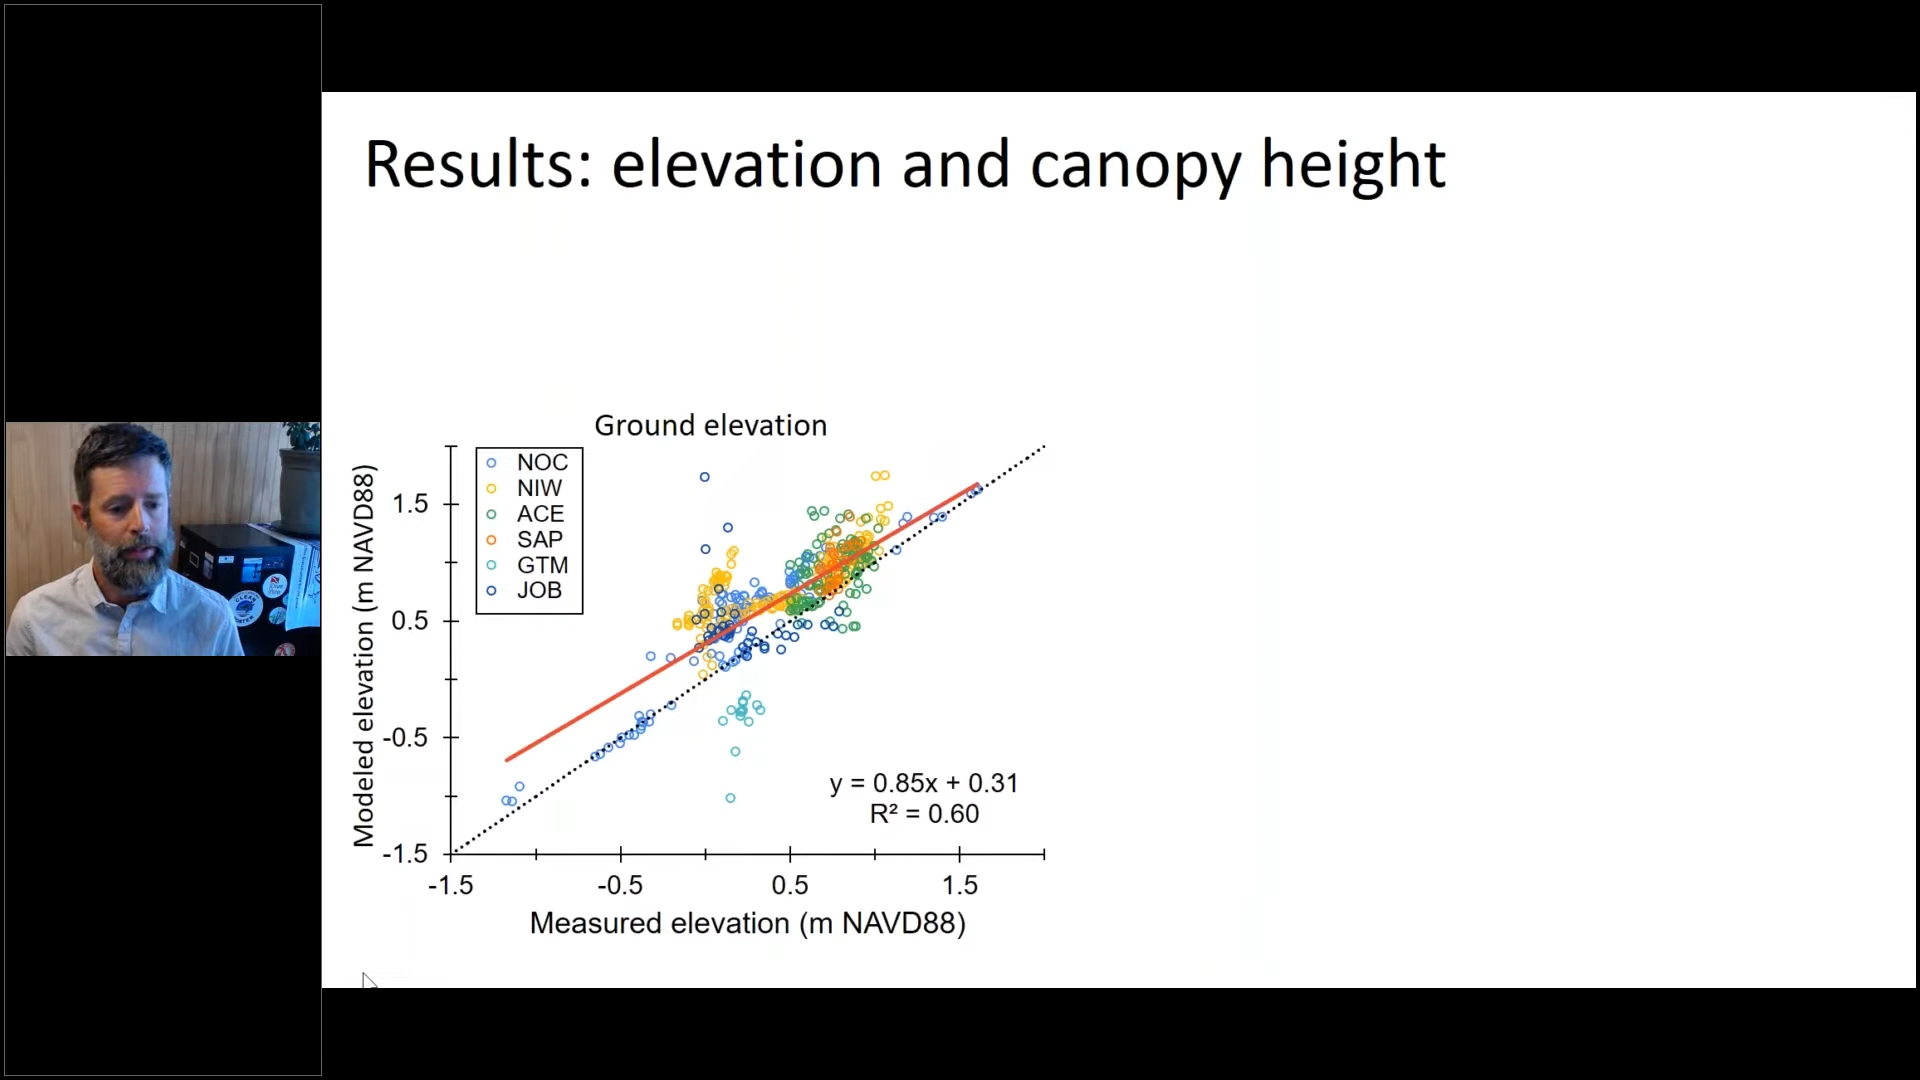 Results: elevation and canopy height
Ground elevation
NOC
NIW
ACE
SAP
GTM
JOB
Modeled elevation (m NAVD88)
1.5
0.5
-0.5
-1.5
y = 0.85x + 0.31
R² = 0.60
-1.5 -0.5 0.5 1.5
Measured elevation (m NAVD88)